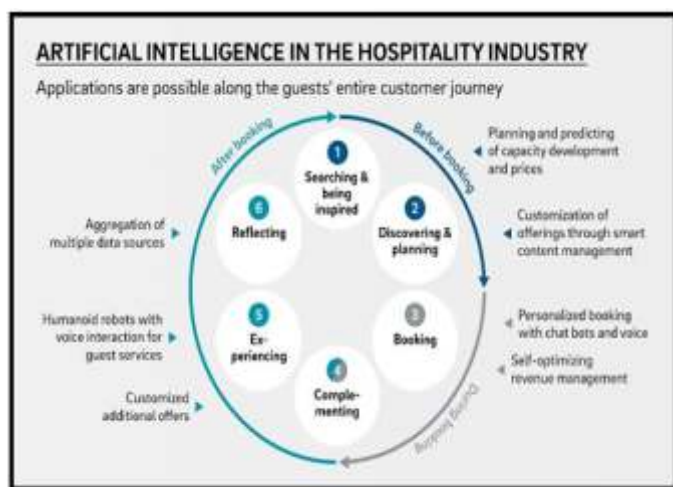 ARTIFICIAL INTELLIGENCE IN THE HOSPITALITY INDUSTRY
Applications are possible along the guests' entire customer journey
After booking
Before booking
1
Searching &
being
inspired
2
Discovering &
planning
3
Booking
4
Comple-
menting
5
Ex-
periencing
6
Reflecting
During booking
Planning and predicting
of capacity development
and prices
Customization of
offerings through smart
content management
Personalized booking
with chat bots and voice
Self-optimizing
revenue management
Aggregation of
multiple data sources
Humanoid robots with
voice interaction for
guest services
Customized
additional offers